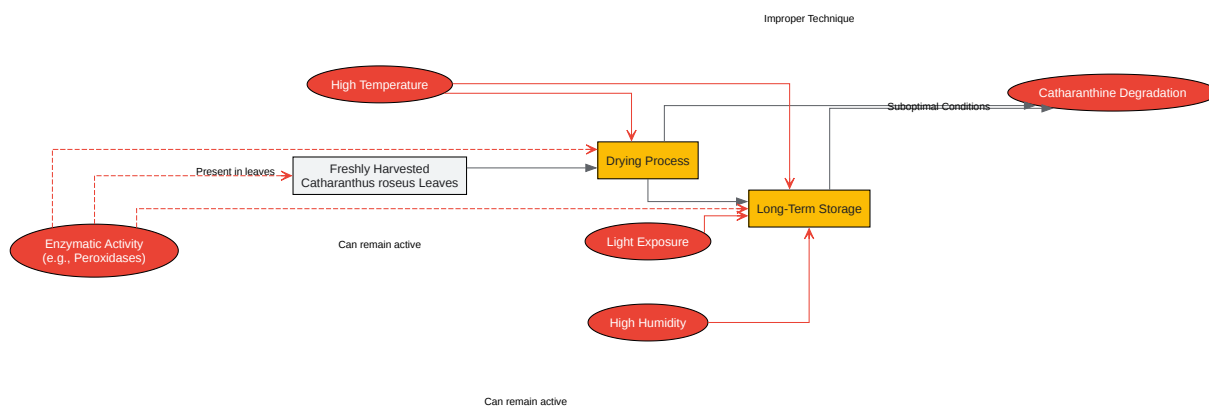 Improper Technique
High Temperature
Catharanthine Degradation
Suboptimal Conditions
Drying Process
Present in leaves
Freshly Harvested
Catharanthus roseus Leaves
Long-Term Storage
Enzymatic Activity
(e.g., Peroxidases)
Can remain active
Light Exposure
High Humidity
Can remain active